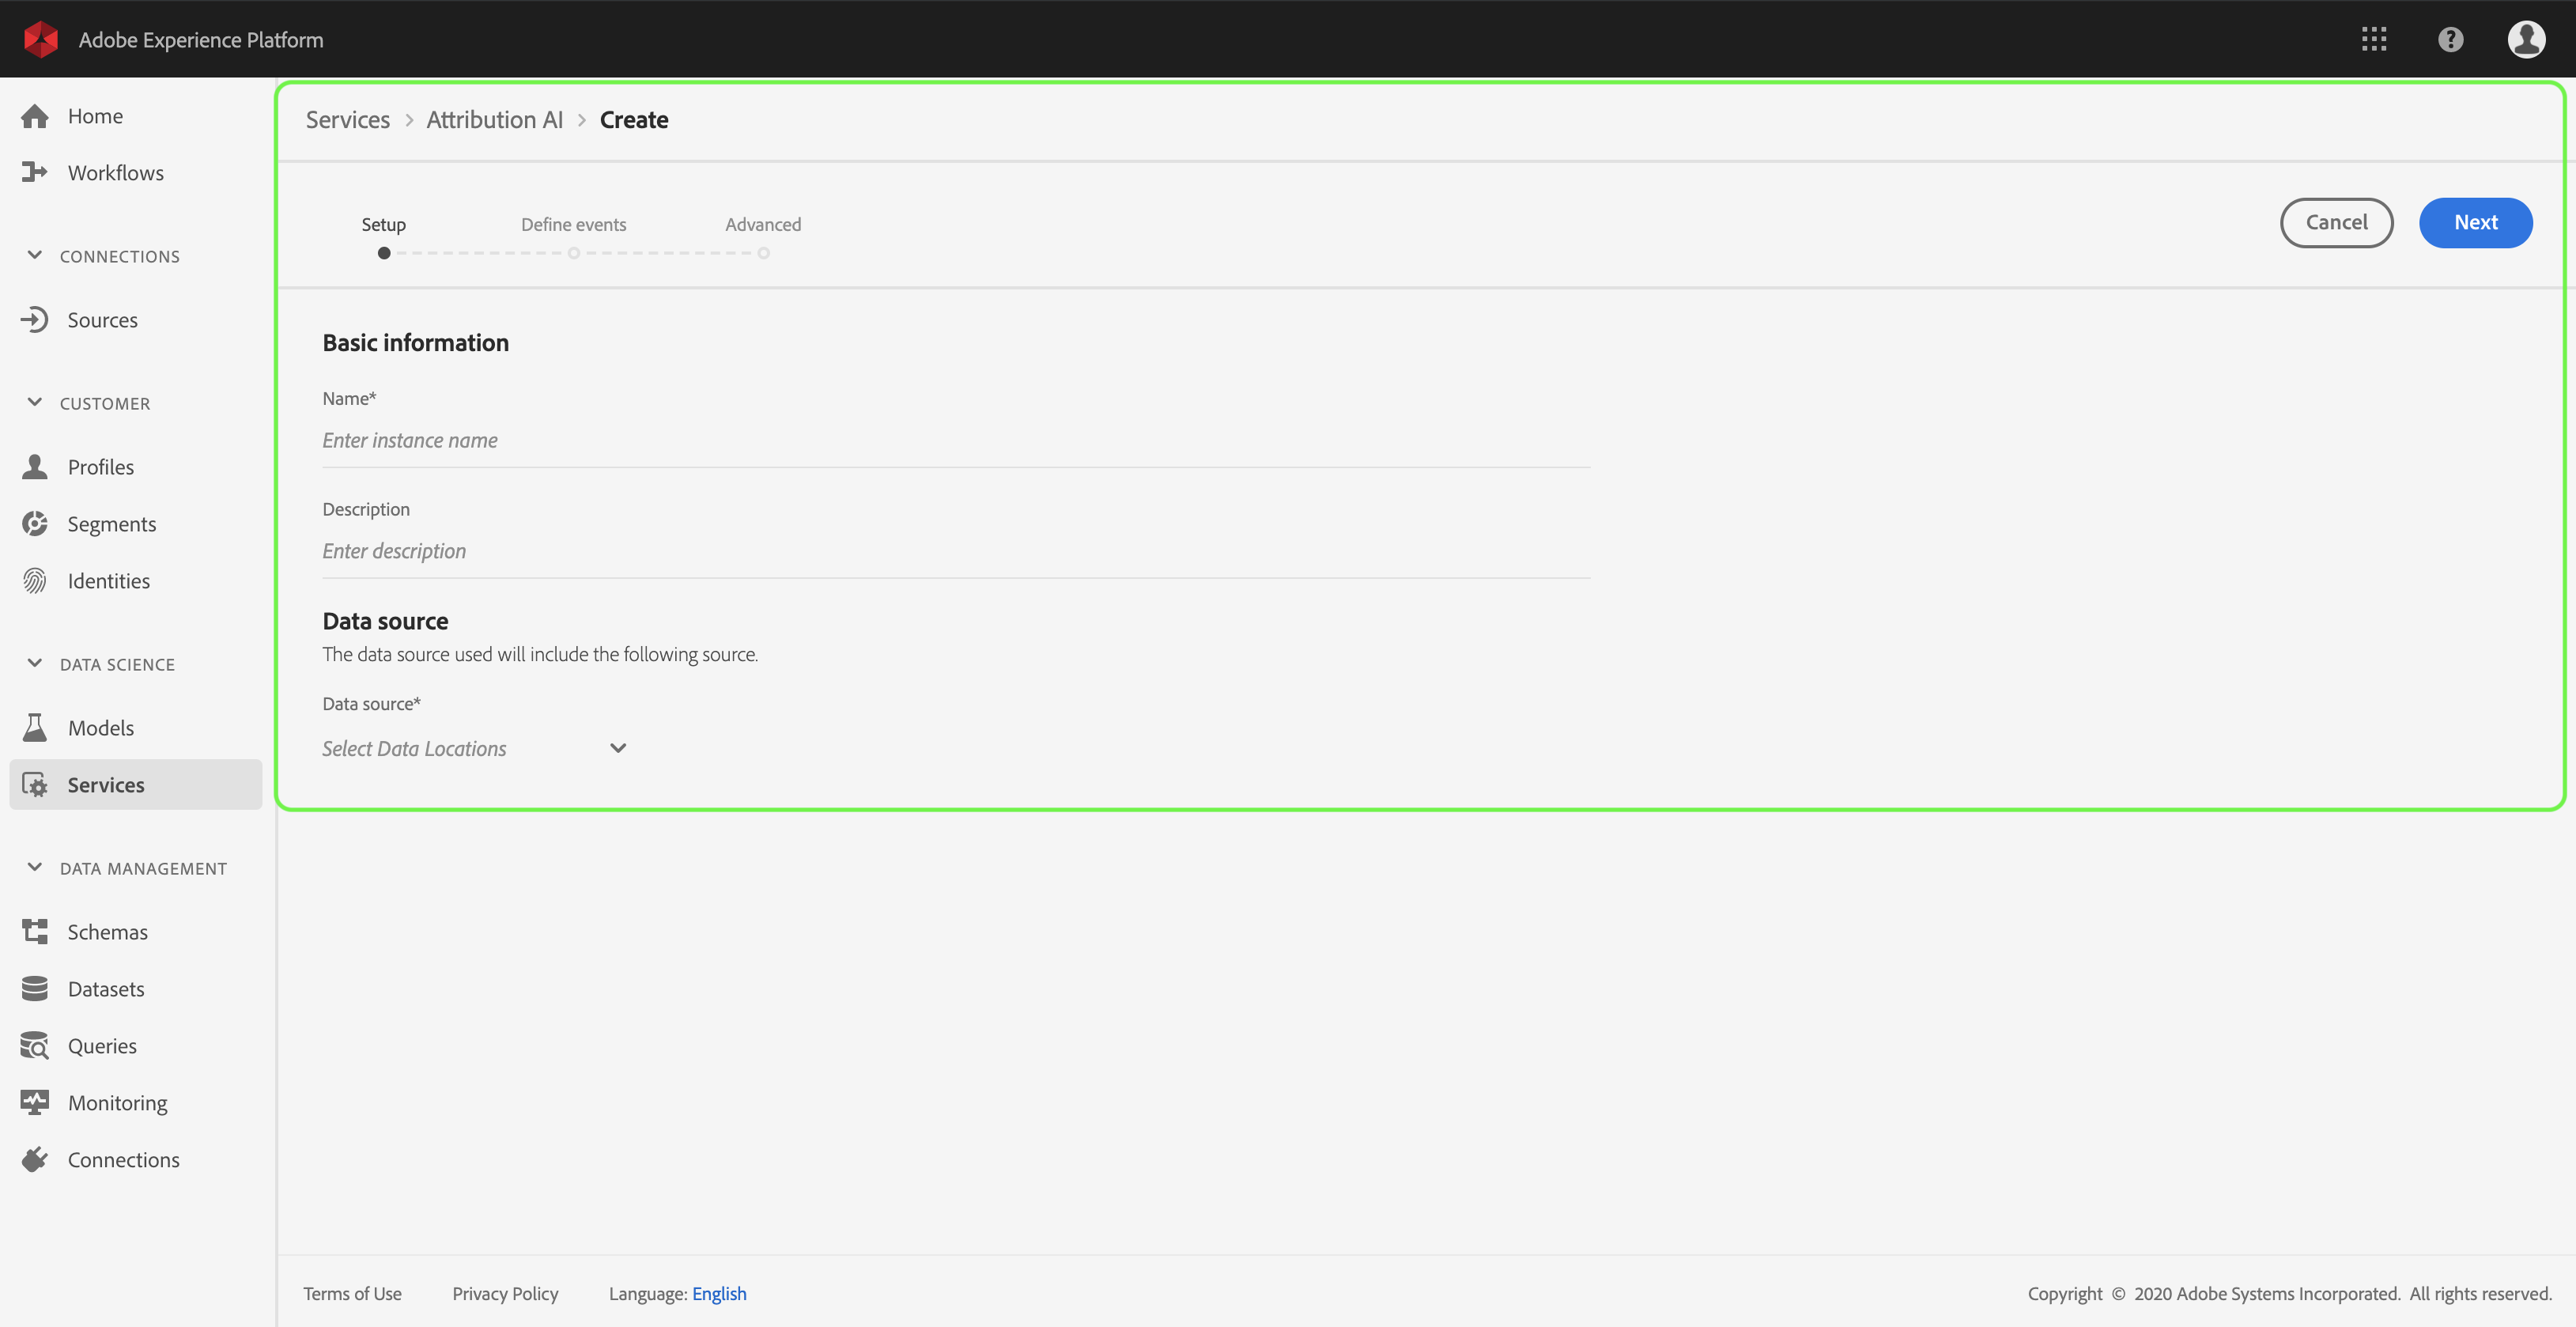 Adobe Experience Platform
Home
Workflows
CONNECTIONS
Sources
CUSTOMER
Profiles
Segments
Identities
DATA SCIENCE
Models
Services
DATA MANAGEMENT
Schemas
Datasets
Queries
Monitoring
Connections
Services > Attribution AI > Create
Setup Define events Advanced
Cancel Next
Basic information
Name*
Enter instance name
Description
Enter description
Data source
The data source used will include the following source.
Data source*
Select Data Locations
Terms of Use Privacy Policy Language: English Copyright © 2020 Adobe Systems Incorporated. All rights reserved.